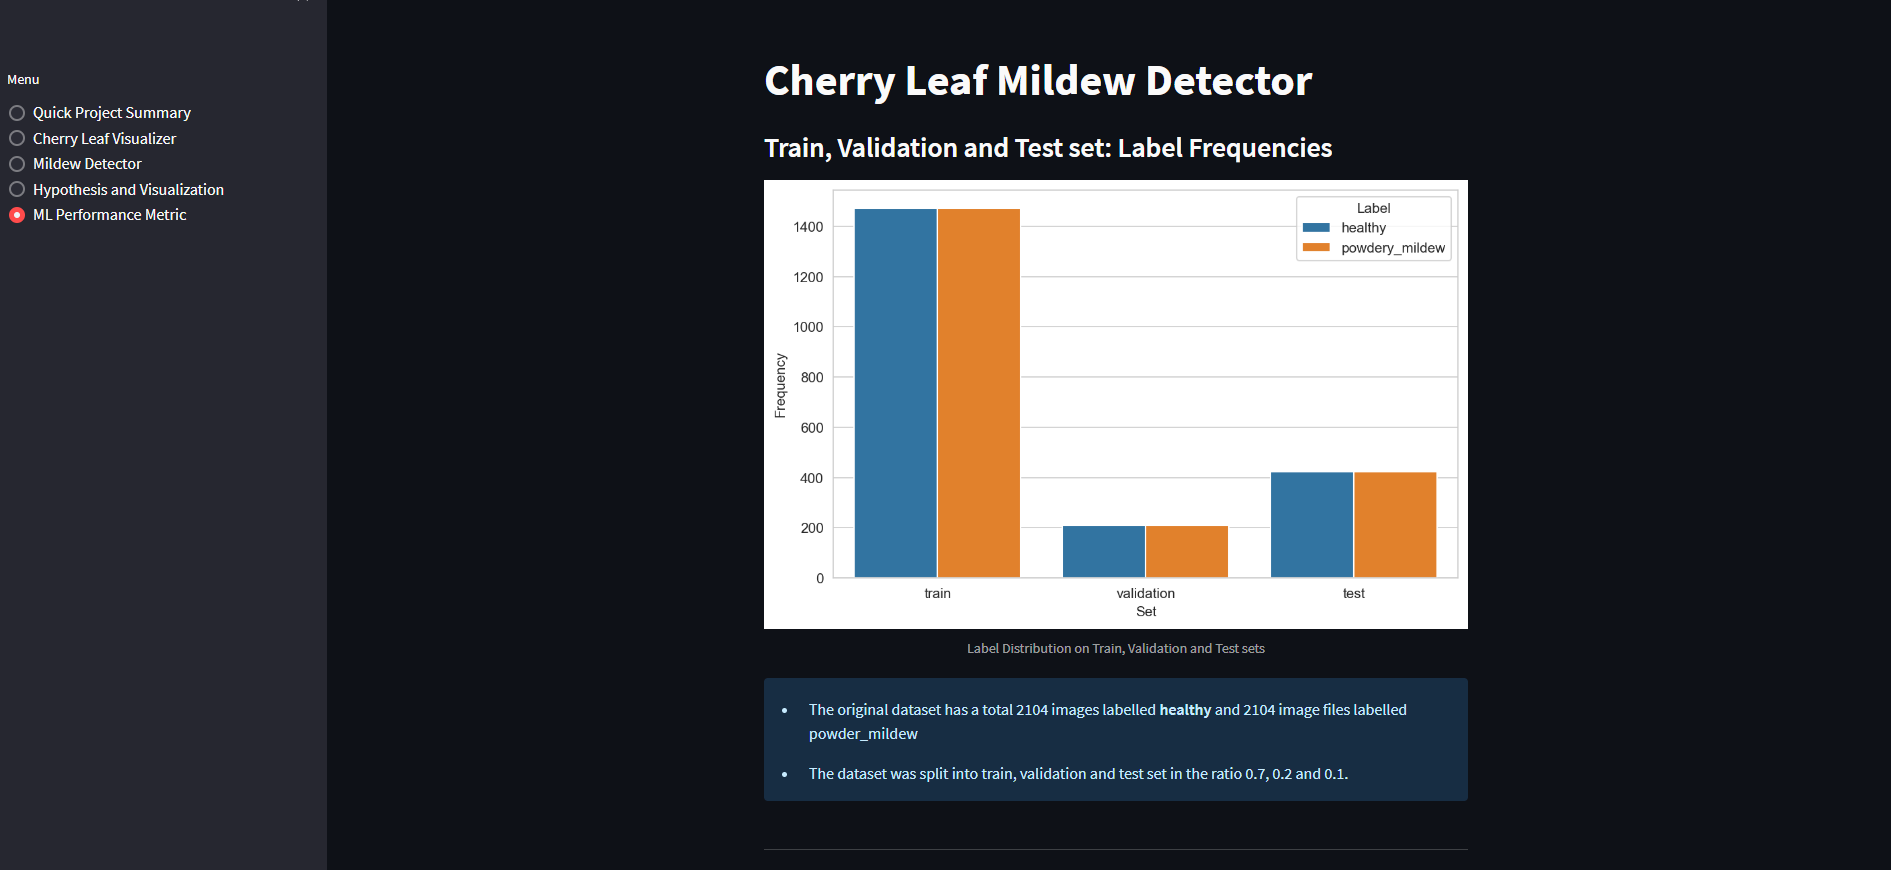 Menu
Quick Project Summary
Cherry Leaf Visualizer
Mildew Detector
Hypothesis and Visualization
ML Performance Metric
Cherry Leaf Mildew Detector
Train, Validation and Test set: Label Frequencies
Label
healthy
powdery_mildew
1400
1200
1000
800
600
400
200
0
Frequency
train
validation
test
Set
Label Distribution on Train, Validation and Test sets
The original dataset has a total 2104 images labelled healthy and 2104 image files labelled
powder_mildew
The dataset was split into train, validation and test set in the ratio 0.7, 0.2 and 0.1.